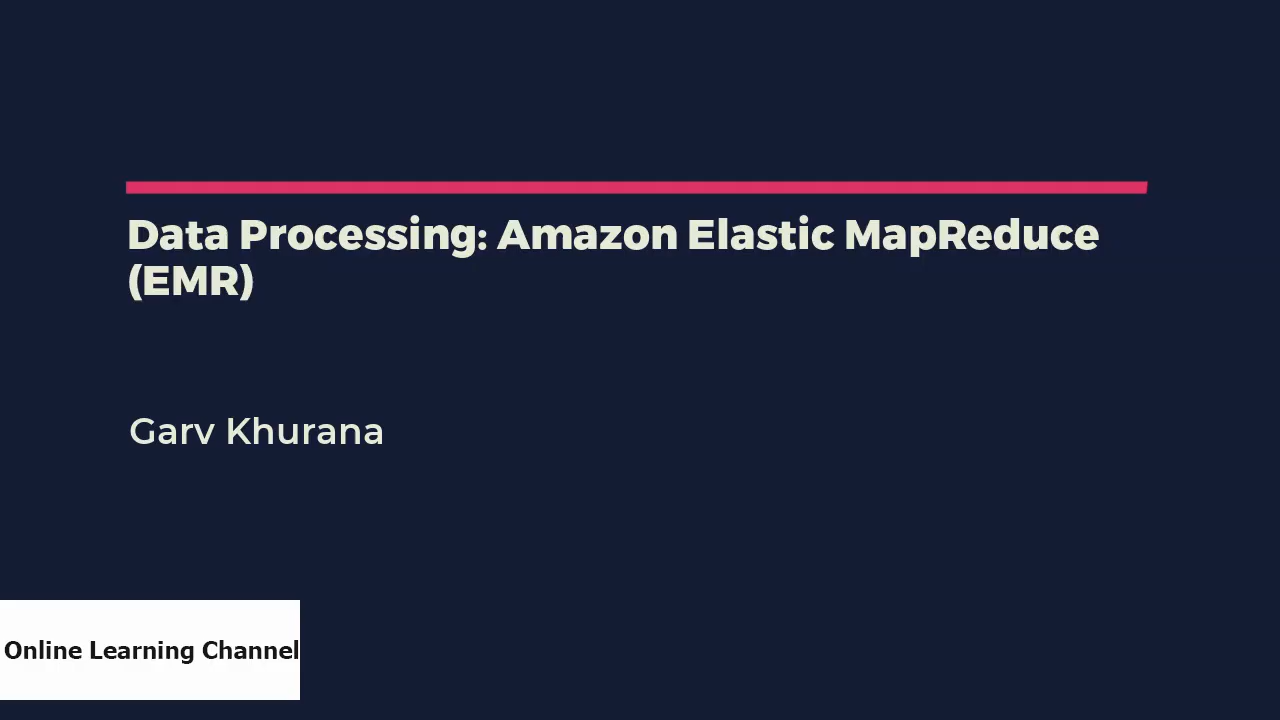 Data Processing: Amazon Elastic MapReduce
(EMR)
Garv Khurana
Online Learning Channel